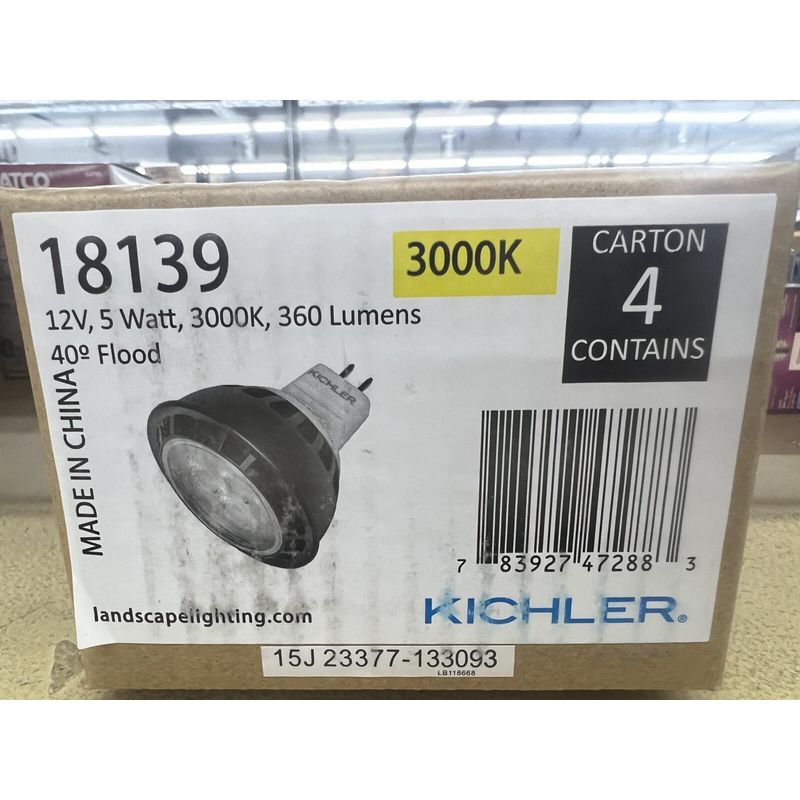 ATCO
18139
3000K
CARTON
4
CONTAINS
12V, 5 Watt, 3000K, 360 Lumens
40º Flood
MADE IN CHINA
KICHLER
7 83927 47288 3
landscapelighting.com
KICHLER®
15J 23377-133093
LB118668